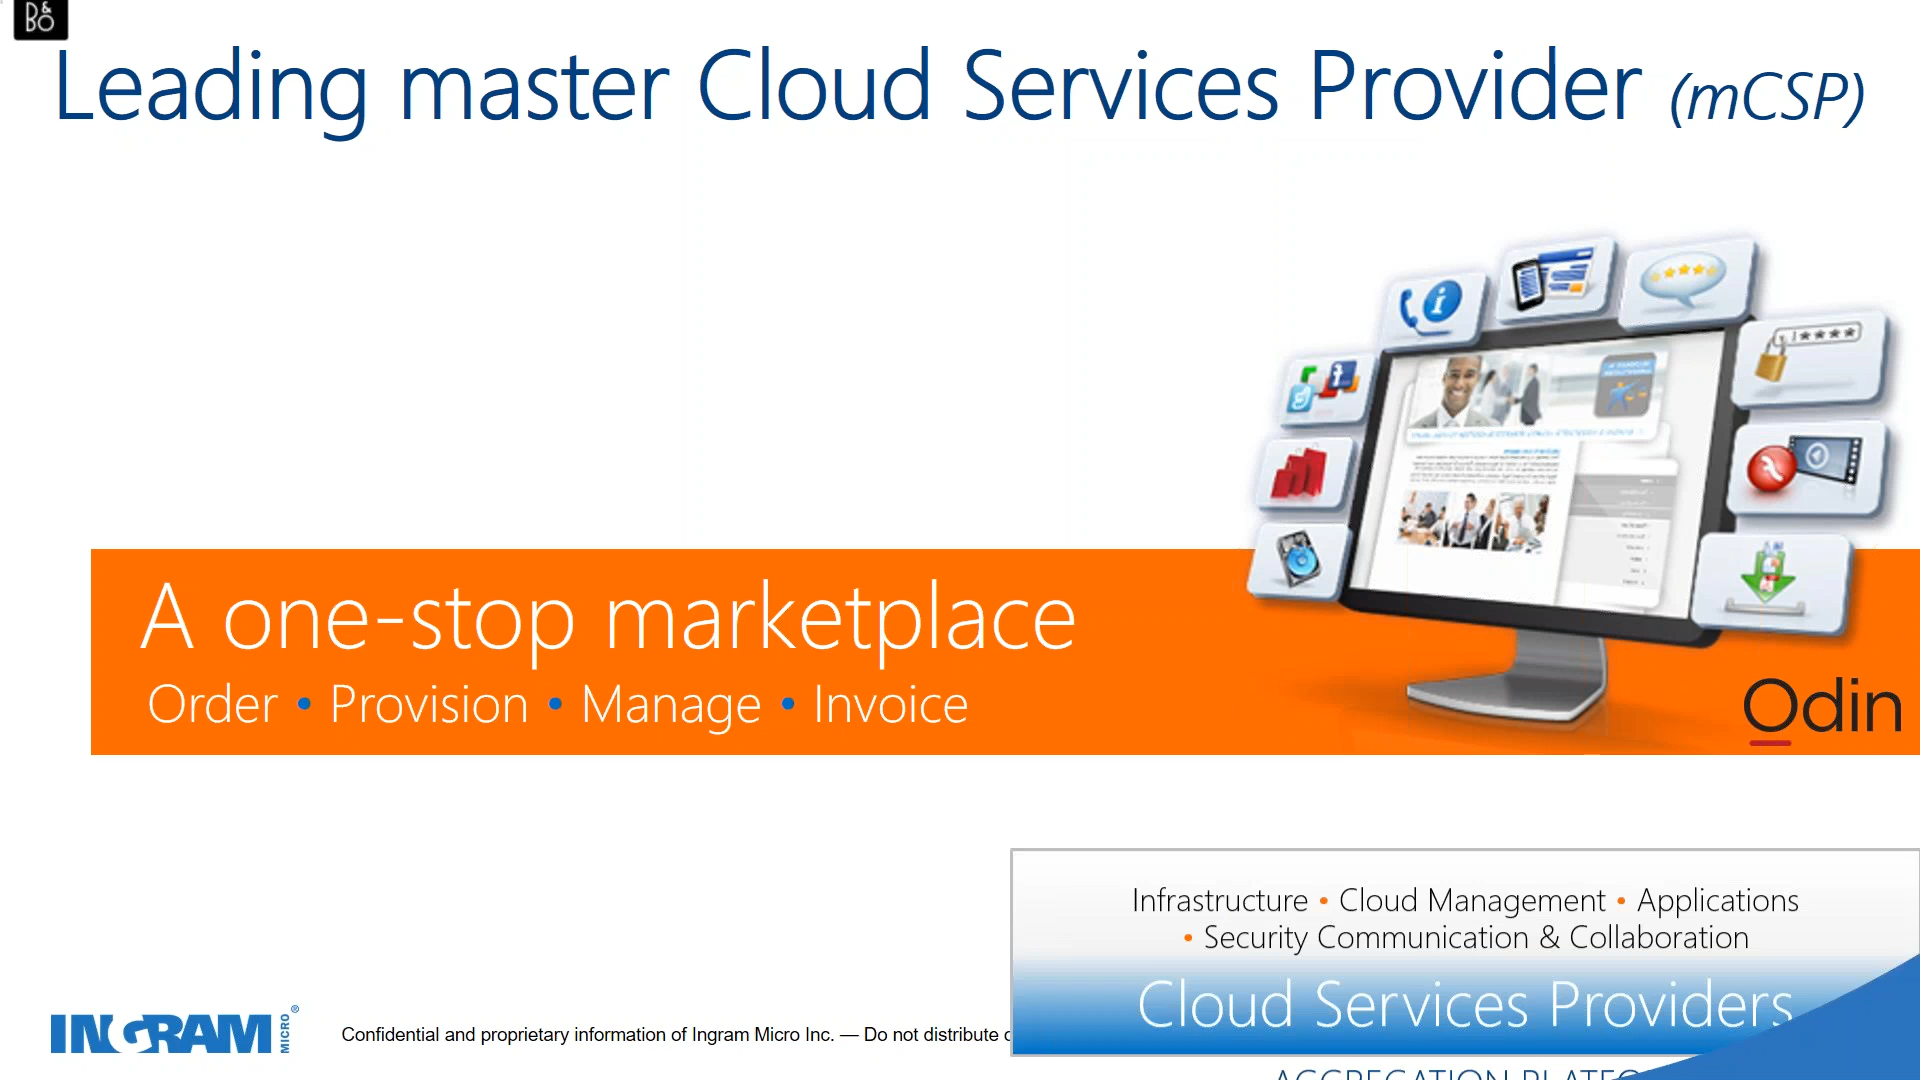 B&O
Leading master Cloud Services Provider (mCSP)
A one-stop marketplace
Order • Provision • Manage • Invoice
Odin
Infrastructure • Cloud Management • Applications
• Security Communication & Collaboration
Cloud Services Providers
INGRAM MICRO®
Confidential and proprietary information of Ingram Micro Inc. — Do not distribute
AGGREGATION